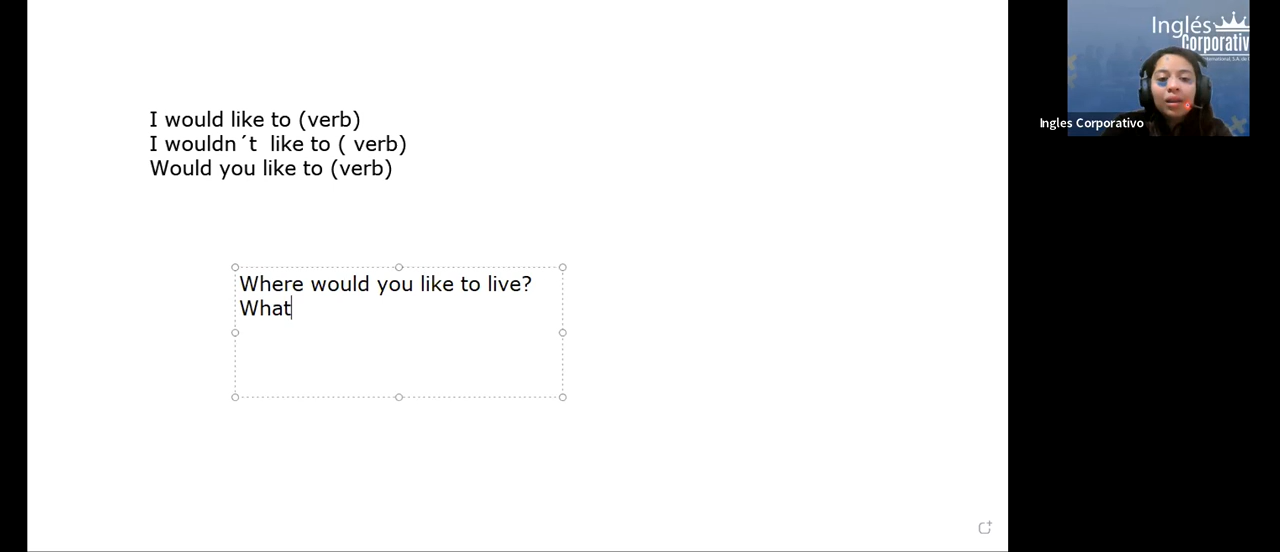 I would like to (verb)
I wouldn´t  like to ( verb)
Would you like to (verb)
Where would you like to live?
What
Inglés
Corporativ
Ingles Corporativo